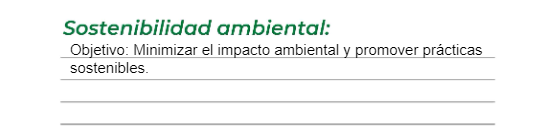 Sostenibilidad ambiental:
Objetivo: Minimizar el impacto ambiental y promover prácticas
sostenibles.